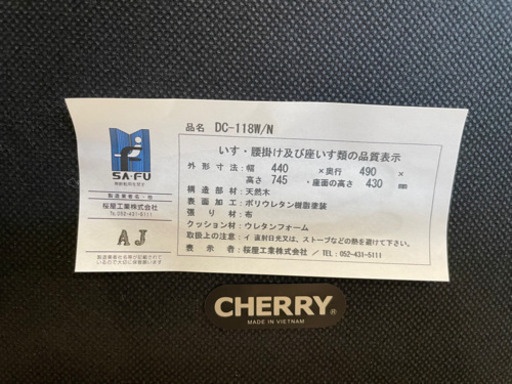 SA-FU
桜屋工業株式会社
TEL 052-431-5111
AJ
品名 DC-118W/N
いす・腰掛け及び座いす類の品質表示
外形寸法：幅 440 ×奥行 490 ×
高さ 745 ・座面の高さ 430 mm
構造部材：天然木
表面加工：ポリウレタン樹脂塗装
張り材：布
クッション材：ウレタンフォーム
取扱上の注意：イ 直射日光又は、ストーブなどの熱を避けて下さい。
表示者：桜屋工業株式会社 TEL：052-431-5111
CHERRY®
MADE IN VIETNAM